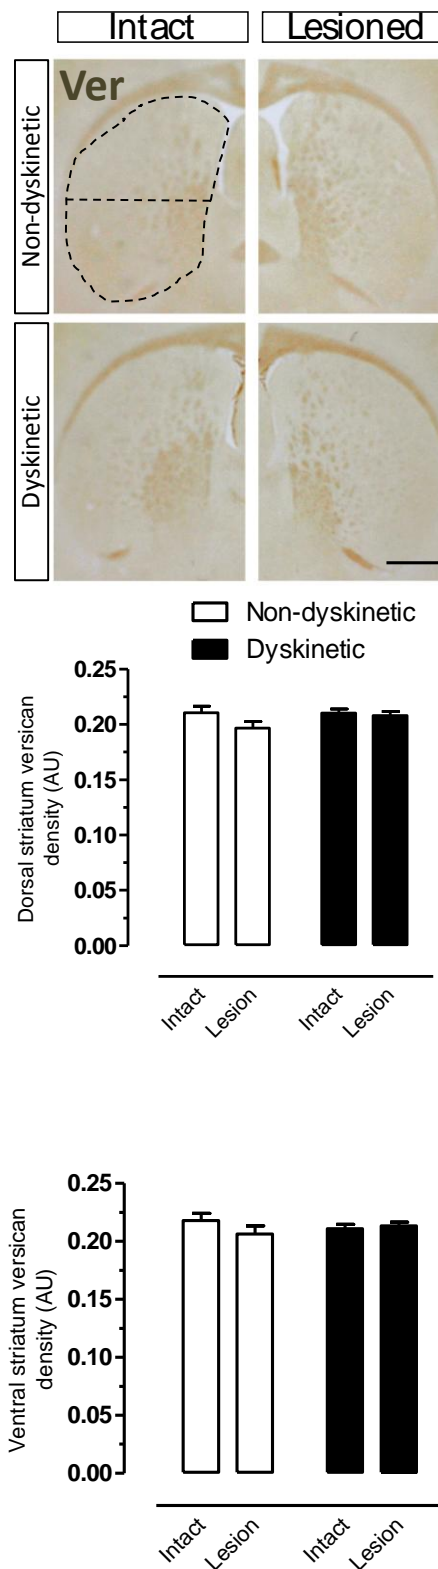 Intact
Lesioned
Non-dyskinetic
Ver
Dyskinetic
Non-dyskinetic
Dyskinetic
Dorsal striatum versican
density (AU)
0.25
0.20
0.15
0.10
0.05
0.00
Intact
Lesion
Intact
Lesion
Ventral striatum versican
density (AU)
0.25
0.20
0.15
0.10
0.05
0.00
Intact
Lesion
Intact
Lesion